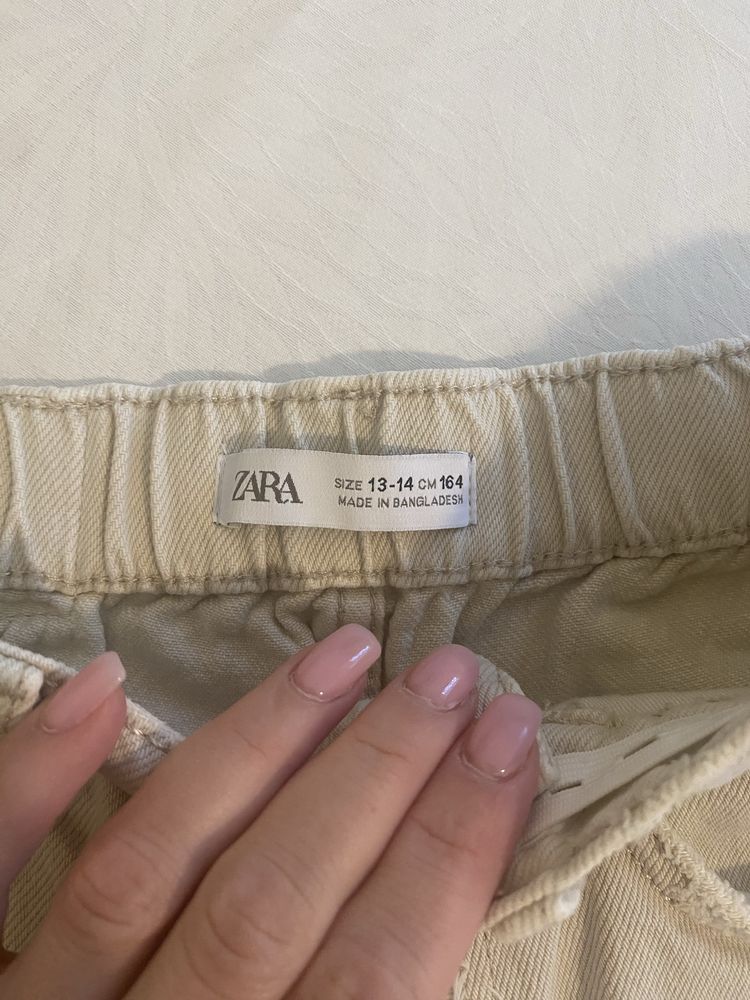 ZARA
SIZE 13-14 CM 164
MADE IN BANGLADESH